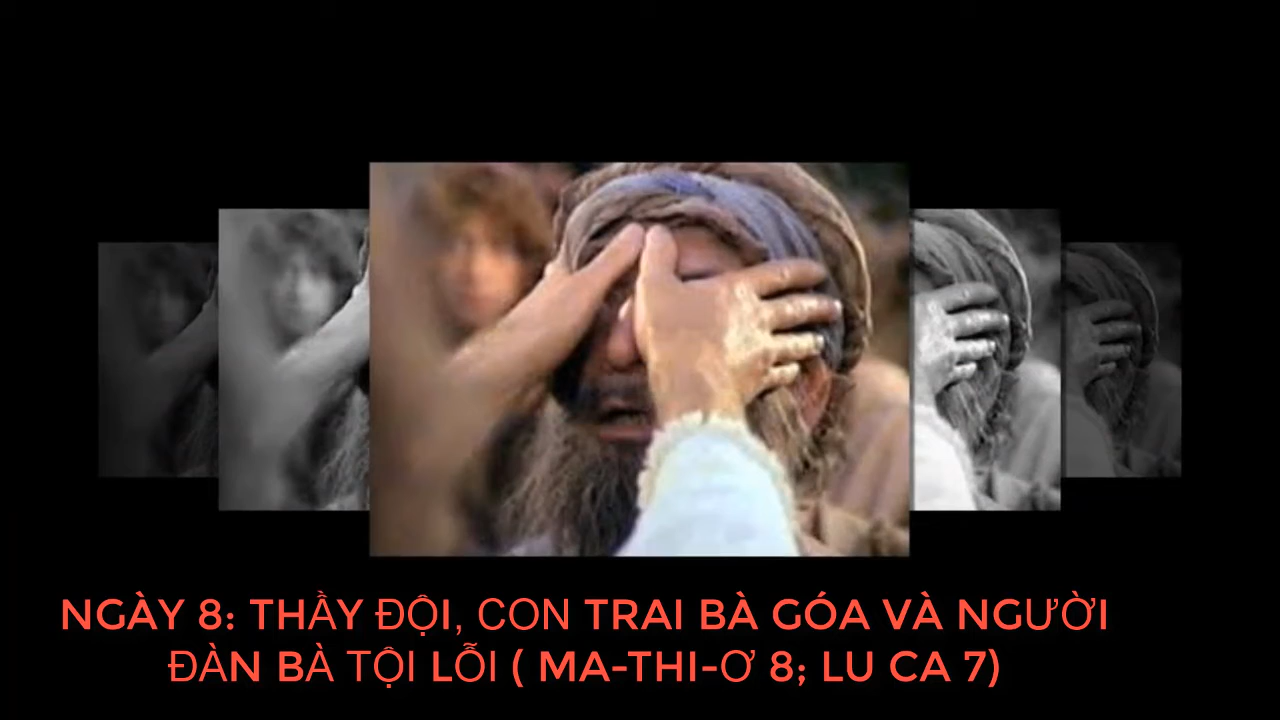 NGÀY 8: THẦY ĐỘI, CON TRAI BÀ GÓA VÀ NGƯỜI
ĐÀN BÀ TỘI LỖI ( MA-THI-Ơ 8; LU CA 7)